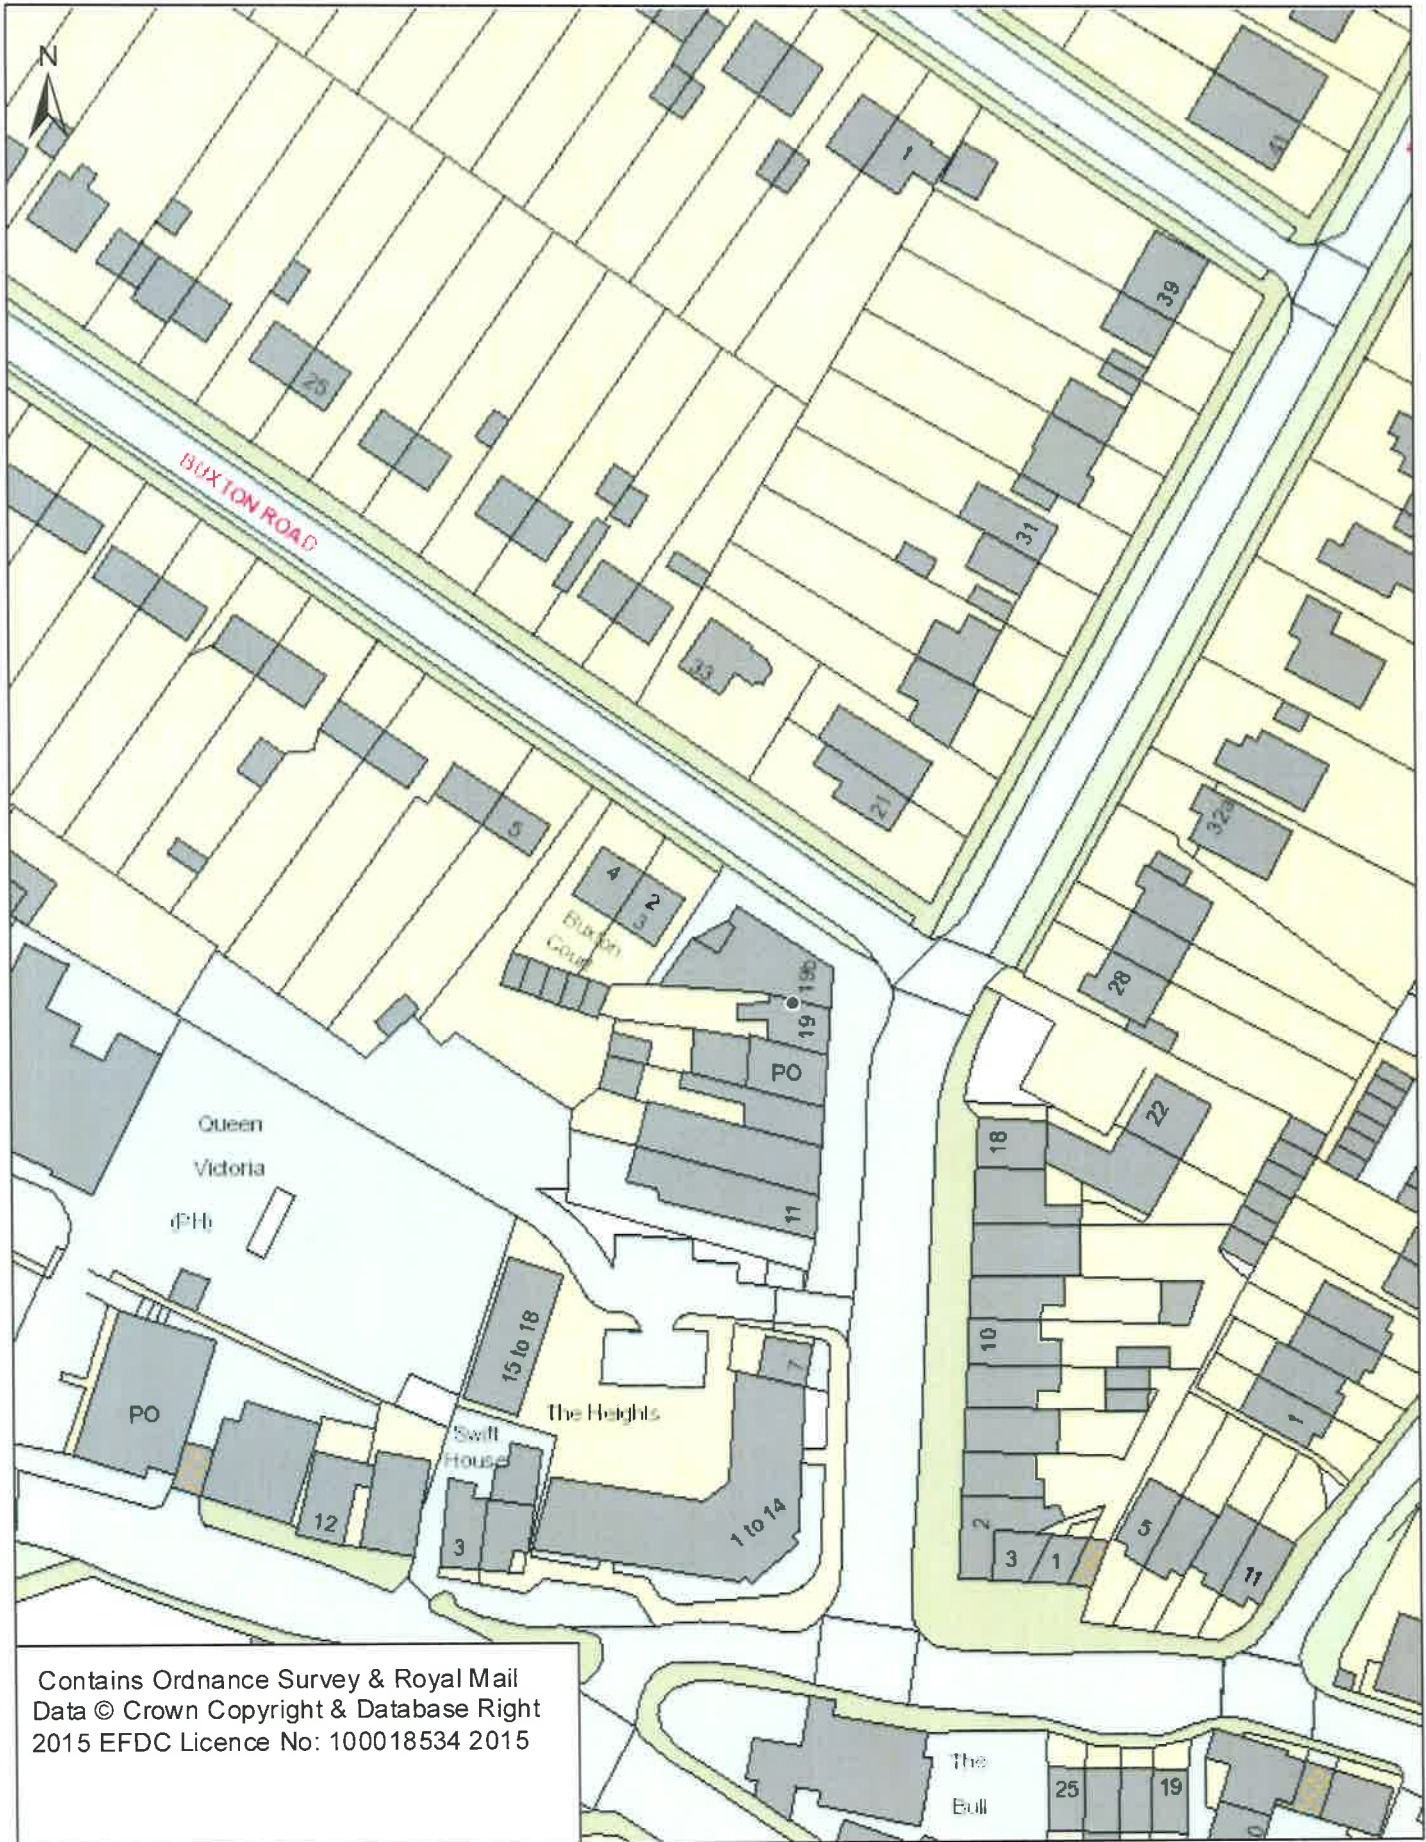 N
1
41
39
25
BUXTON ROAD
31
33
21
5
32a
4
2
3
Buxton
Court
28
19b
19
PO
22
18
Queen
Victoria
(PH)
11
15 to 18
10
7
The Heights
PO
Swift
House
1
12
3
1 to 14
2
3
1
5
11
Contains Ordnance Survey & Royal Mail
Data © Crown Copyright & Database Right
2015 EFDC Licence No: 100018534 2015
The
Bull
25
19